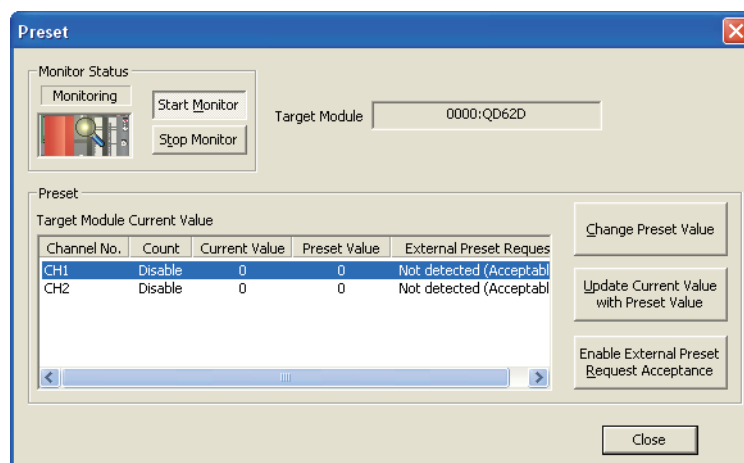 Preset
Monitor Status
Monitoring
Start Monitor
Stop Monitor
Target Module
0000:QD62D
Preset
Target Module Current Value
Channel No. Count Current Value Preset Value External Preset Reques
CH1 Disable 0 0 Not detected (Acceptabl
CH2 Disable 0 0 Not detected (Acceptabl
Change Preset Value
Update Current Value
with Preset Value
Enable External Preset
Request Acceptance
Close